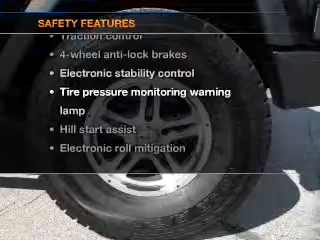 SAFETY FEATURES
• Traction control
• 4-wheel anti-lock brakes
• Electronic stability control
• Tire pressure monitoring warning
lamp
• Hill start assist
• Electronic roll mitigation